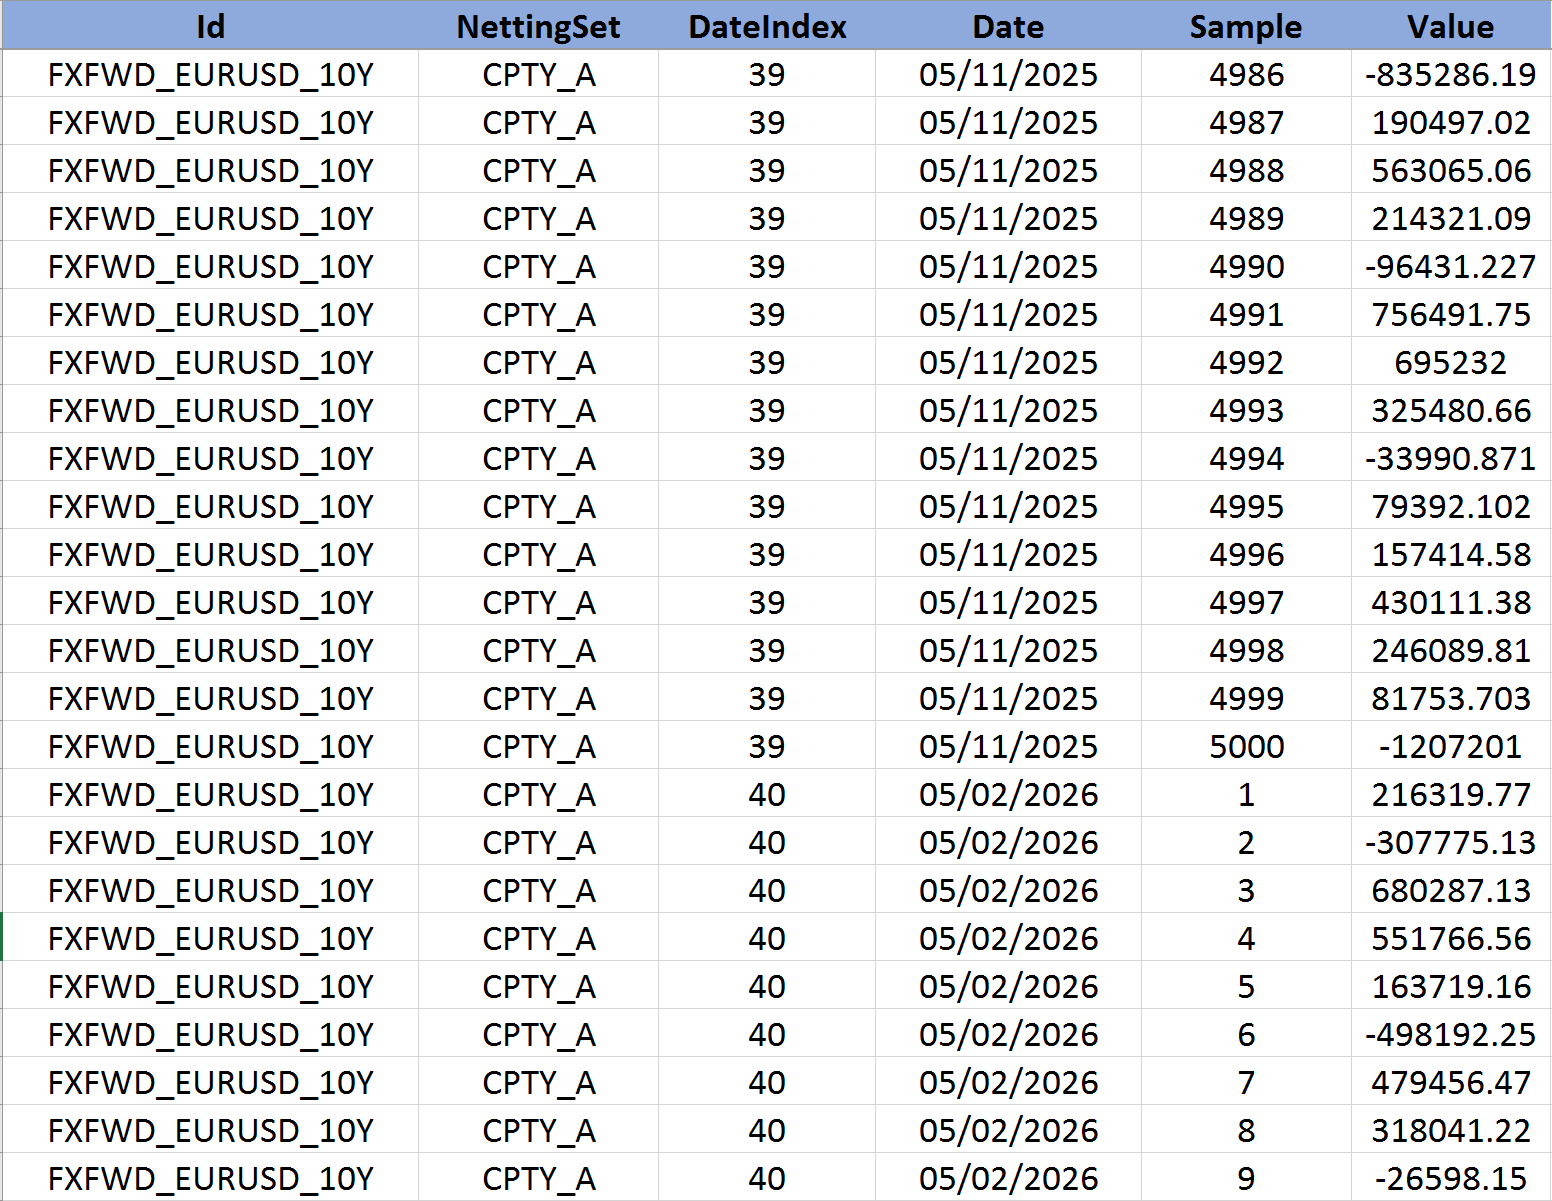 Id NettingSet DateIndex Date Sample Value
FXFWD_EURUSD_10Y CPTY_A 39 05/11/2025 4986 -835286.19
FXFWD_EURUSD_10Y CPTY_A 39 05/11/2025 4987 190497.02
FXFWD_EURUSD_10Y CPTY_A 39 05/11/2025 4988 563065.06
FXFWD_EURUSD_10Y CPTY_A 39 05/11/2025 4989 214321.09
FXFWD_EURUSD_10Y CPTY_A 39 05/11/2025 4990 -96431.227
FXFWD_EURUSD_10Y CPTY_A 39 05/11/2025 4991 756491.75
FXFWD_EURUSD_10Y CPTY_A 39 05/11/2025 4992 695232
FXFWD_EURUSD_10Y CPTY_A 39 05/11/2025 4993 325480.66
FXFWD_EURUSD_10Y CPTY_A 39 05/11/2025 4994 -33990.871
FXFWD_EURUSD_10Y CPTY_A 39 05/11/2025 4995 79392.102
FXFWD_EURUSD_10Y CPTY_A 39 05/11/2025 4996 157414.58
FXFWD_EURUSD_10Y CPTY_A 39 05/11/2025 4997 430111.38
FXFWD_EURUSD_10Y CPTY_A 39 05/11/2025 4998 246089.81
FXFWD_EURUSD_10Y CPTY_A 39 05/11/2025 4999 81753.703
FXFWD_EURUSD_10Y CPTY_A 39 05/11/2025 5000 -1207201
FXFWD_EURUSD_10Y CPTY_A 40 05/02/2026 1 216319.77
FXFWD_EURUSD_10Y CPTY_A 40 05/02/2026 2 -307775.13
FXFWD_EURUSD_10Y CPTY_A 40 05/02/2026 3 680287.13
FXFWD_EURUSD_10Y CPTY_A 40 05/02/2026 4 551766.56
FXFWD_EURUSD_10Y CPTY_A 40 05/02/2026 5 163719.16
FXFWD_EURUSD_10Y CPTY_A 40 05/02/2026 6 -498192.25
FXFWD_EURUSD_10Y CPTY_A 40 05/02/2026 7 479456.47
FXFWD_EURUSD_10Y CPTY_A 40 05/02/2026 8 318041.22
FXFWD_EURUSD_10Y CPTY_A 40 05/02/2026 9 -26598.15